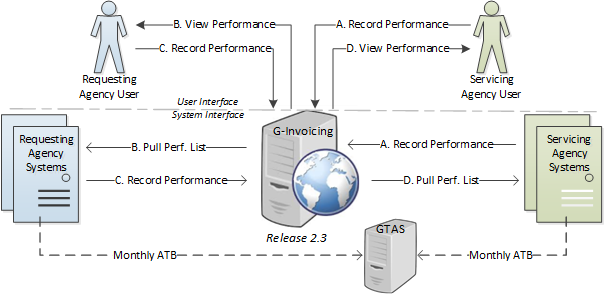 B. View Performance
A. Record Performance
C. Record Performance
D. View Performance
Requesting
Agency User
Servicing
Agency User
User Interface
System Interface
G-Invoicing
Requesting
Agency
Systems
B. Pull Perf. List
C. Record Performance
A. Record Performance
D. Pull Perf. List
Servicing
Agency
Systems
Release 2.3
GTAS
Monthly ATB
Monthly ATB